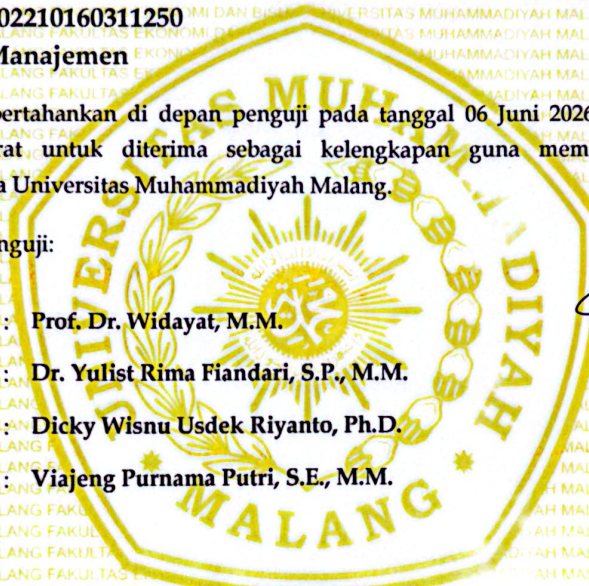 02210160311250
Manajemen
pertahankan di depan penguji pada tanggal 06 Juni 2026
rat untuk diterima sebagai kelengkapan guna mem
a Universitas Muhammadiyah Malang.
nguji:
: Prof. Dr. Widayat, M.M.
: Dr. Yulist Rima Fiandari, S.P., M.M.
: Dicky Wisnu Usdek Riyanto, Ph.D.
: Viajeng Purnama Putri, S.E., M.M.
UNIVERSITAS MUHAMMADIYAH
MALANG